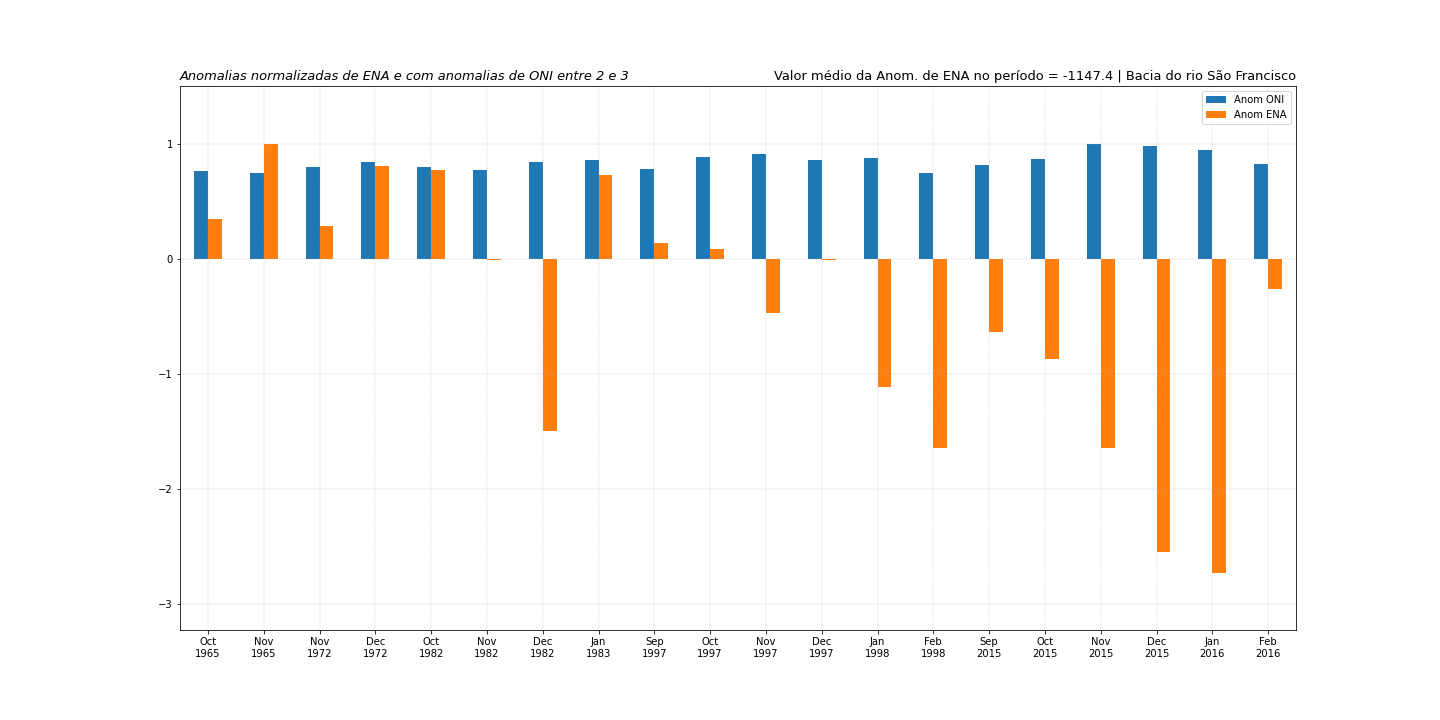 Anomalias normalizadas de ENA e com anomalias de ONI entre 2 e 3
Valor médio da Anom. de ENA no período = -1147.4 | Bacia do rio São Francisco
Anom ONI
Anom ENA
1
0
−1
−2
−3
Oct Nov Nov Dec Oct Nov Dec Jan Sep Oct Nov Dec Jan Feb Sep Oct Nov Dec Jan Feb
1965 1965 1972 1972 1982 1982 1982 1983 1997 1997 1997 1997 1998 1998 2015 2015 2015 2015 2016 2016